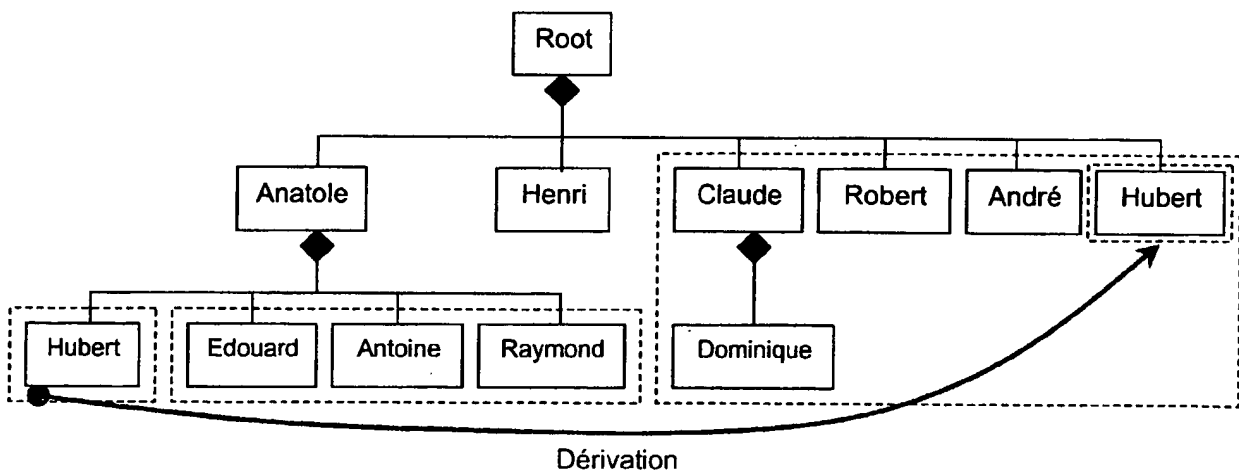 Root
Anatole
Henri
Claude
Robert
André
Hubert
Hubert
Edouard
Antoine
Raymond
Dominique
Dérivation